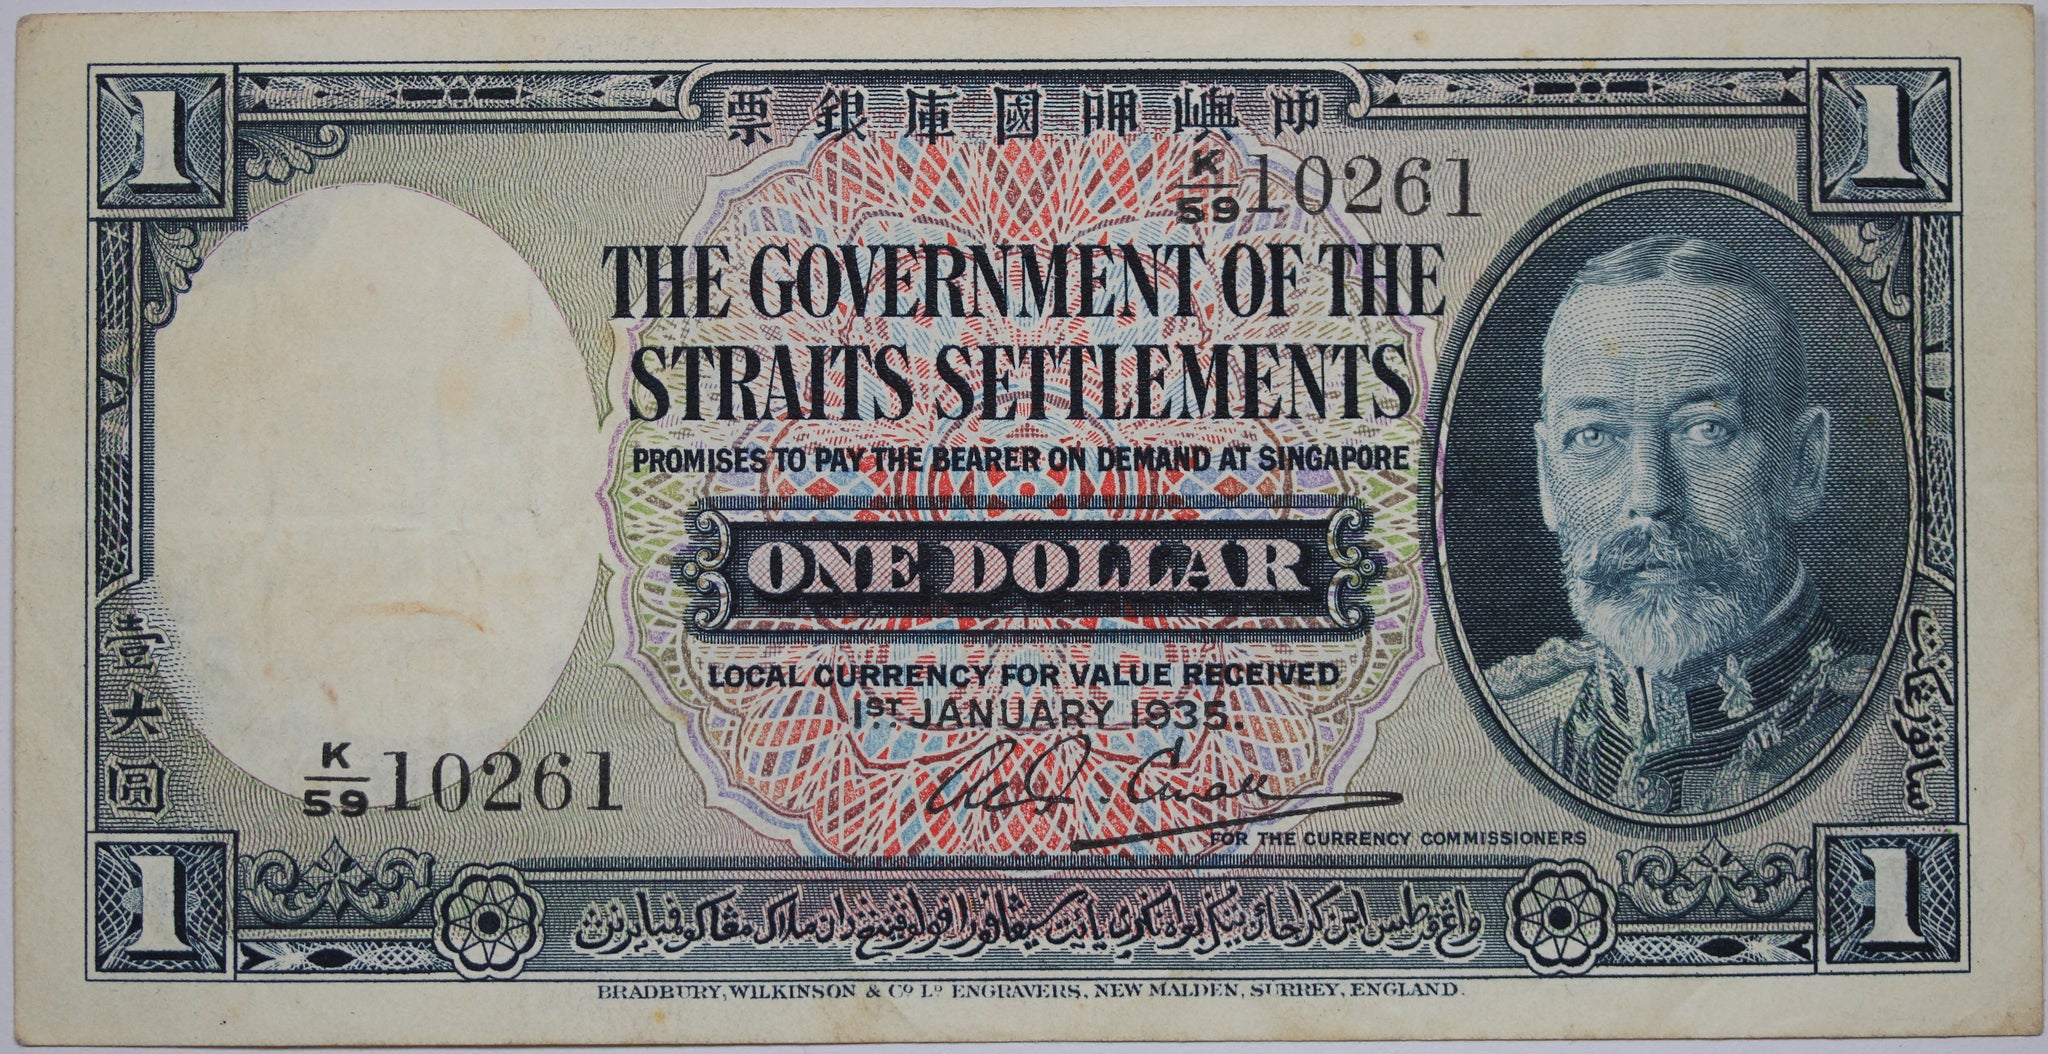 1
1
票銀庫國呷嶼叻
K/59 10261
THE GOVERNMENT OF THE
STRAITS SETTLEMENTS
PROMISES TO PAY THE BEARER ON DEMAND AT SINGAPORE
ONE DOLLAR
LOCAL CURRENCY FOR VALUE RECEIVED
1ST JANUARY 1935.
FOR THE CURRENCY COMMISSIONERS
壹大圓
K/59 10261
ساتو رڠݢيت
1
1
BRADBURY, WILKINSON & Co. Ld. ENGRAVERS, NEW MALDEN, SURREY, ENGLAND.